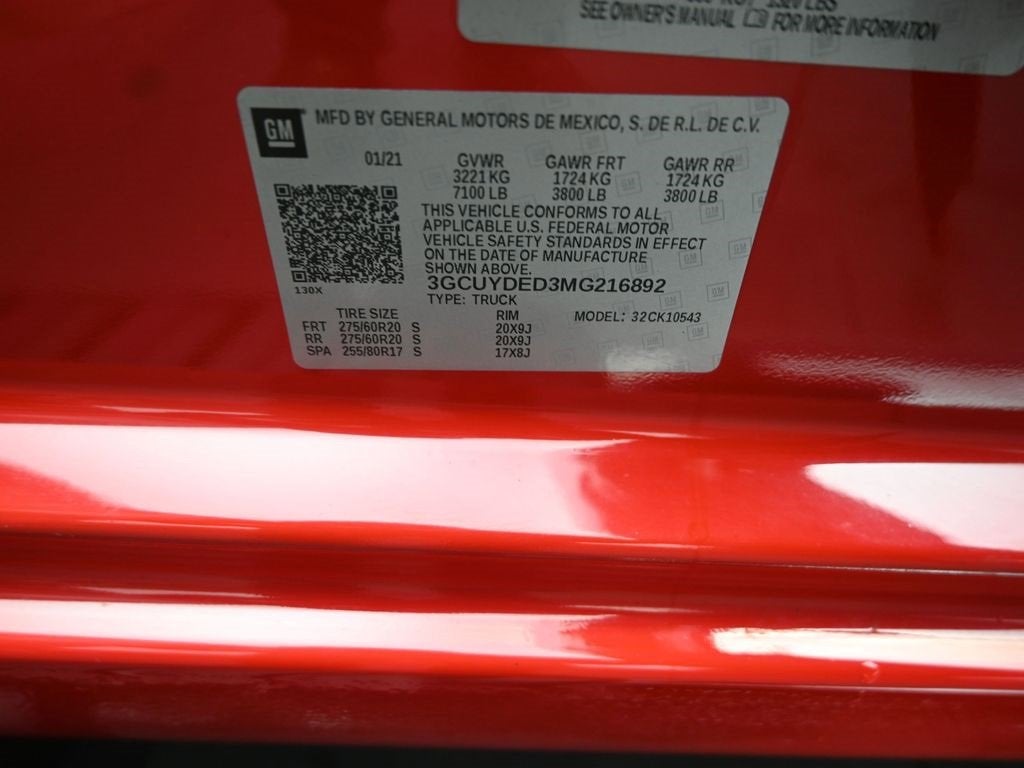 SEE OWNER'S MANUAL FOR MORE INFORMATION
GM MFD BY GENERAL MOTORS DE MEXICO, S. DE R.L. DE C.V.
01/21 GVWR GAWR FRT GAWR RR
3221 KG 1724 KG 1724 KG
7100 LB 3800 LB 3800 LB
THIS VEHICLE CONFORMS TO ALL
APPLICABLE U.S. FEDERAL MOTOR
VEHICLE SAFETY STANDARDS IN EFFECT
ON THE DATE OF MANUFACTURE
SHOWN ABOVE.
3GCUYDED3MG216892
130X
TYPE: TRUCK
TIRE SIZE RIM MODEL: 32CK10543
FRT 275/60R20 S 20X9J
RR 275/60R20 S 20X9J
SPA 255/80R17 S 17X8J